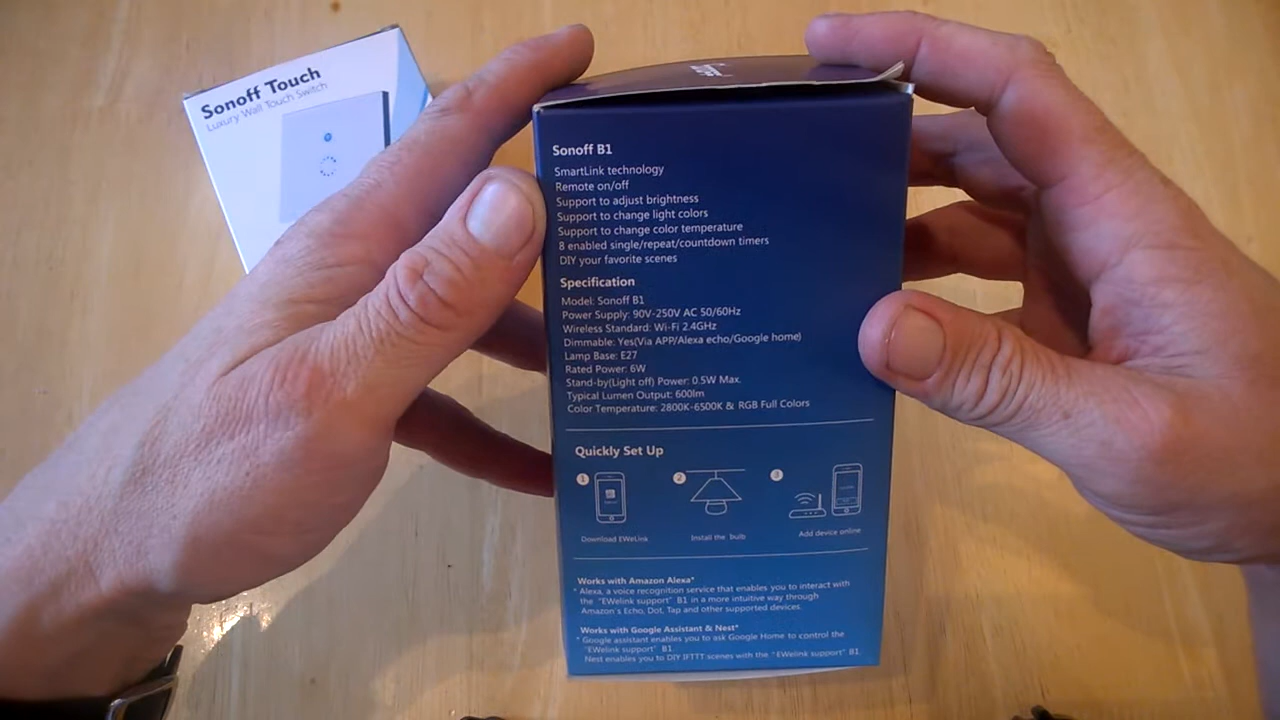 Sonoff Touch
Luxury Wall Touch Switch
Sonoff B1
SmartLink technology
Remote on/off
Support to adjust brightness
Support to change light colors
Support to change color temperature
8 enabled single/repeat/countdown timers
DIY your favorite scenes
Specification
Model: Sonoff B1
Power Supply: 90V-250V AC 50/60Hz
Wireless Standard: Wi-Fi 2.4GHz
Dimmable: Yes(Via APP/Alexa echo/Google home)
Lamp Base: E27
Rated Power: 6W
Stand-by(Light off) Power: 0.5W Max.
Typical Lumen Output: 600lm
Color Temperature: 2800K-6500K & RGB Full Colors
Quickly Set Up
1 2 3
Download EWeLink Install the bulb Add device online
Works with Amazon Alexa*
* Alexa, a voice recognition service that enables you to interact with
the "EWelink support" B1 in a more intuitive way through
Amazon's Echo, Dot, Tap and other supported devices.
Works with Google Assistant & Nest*
* Google assistant enables you to ask Google Home to control the
"EWelink support" B1.
Nest enables you to DIY IFTTT scenes with the "EWelink support" B1.